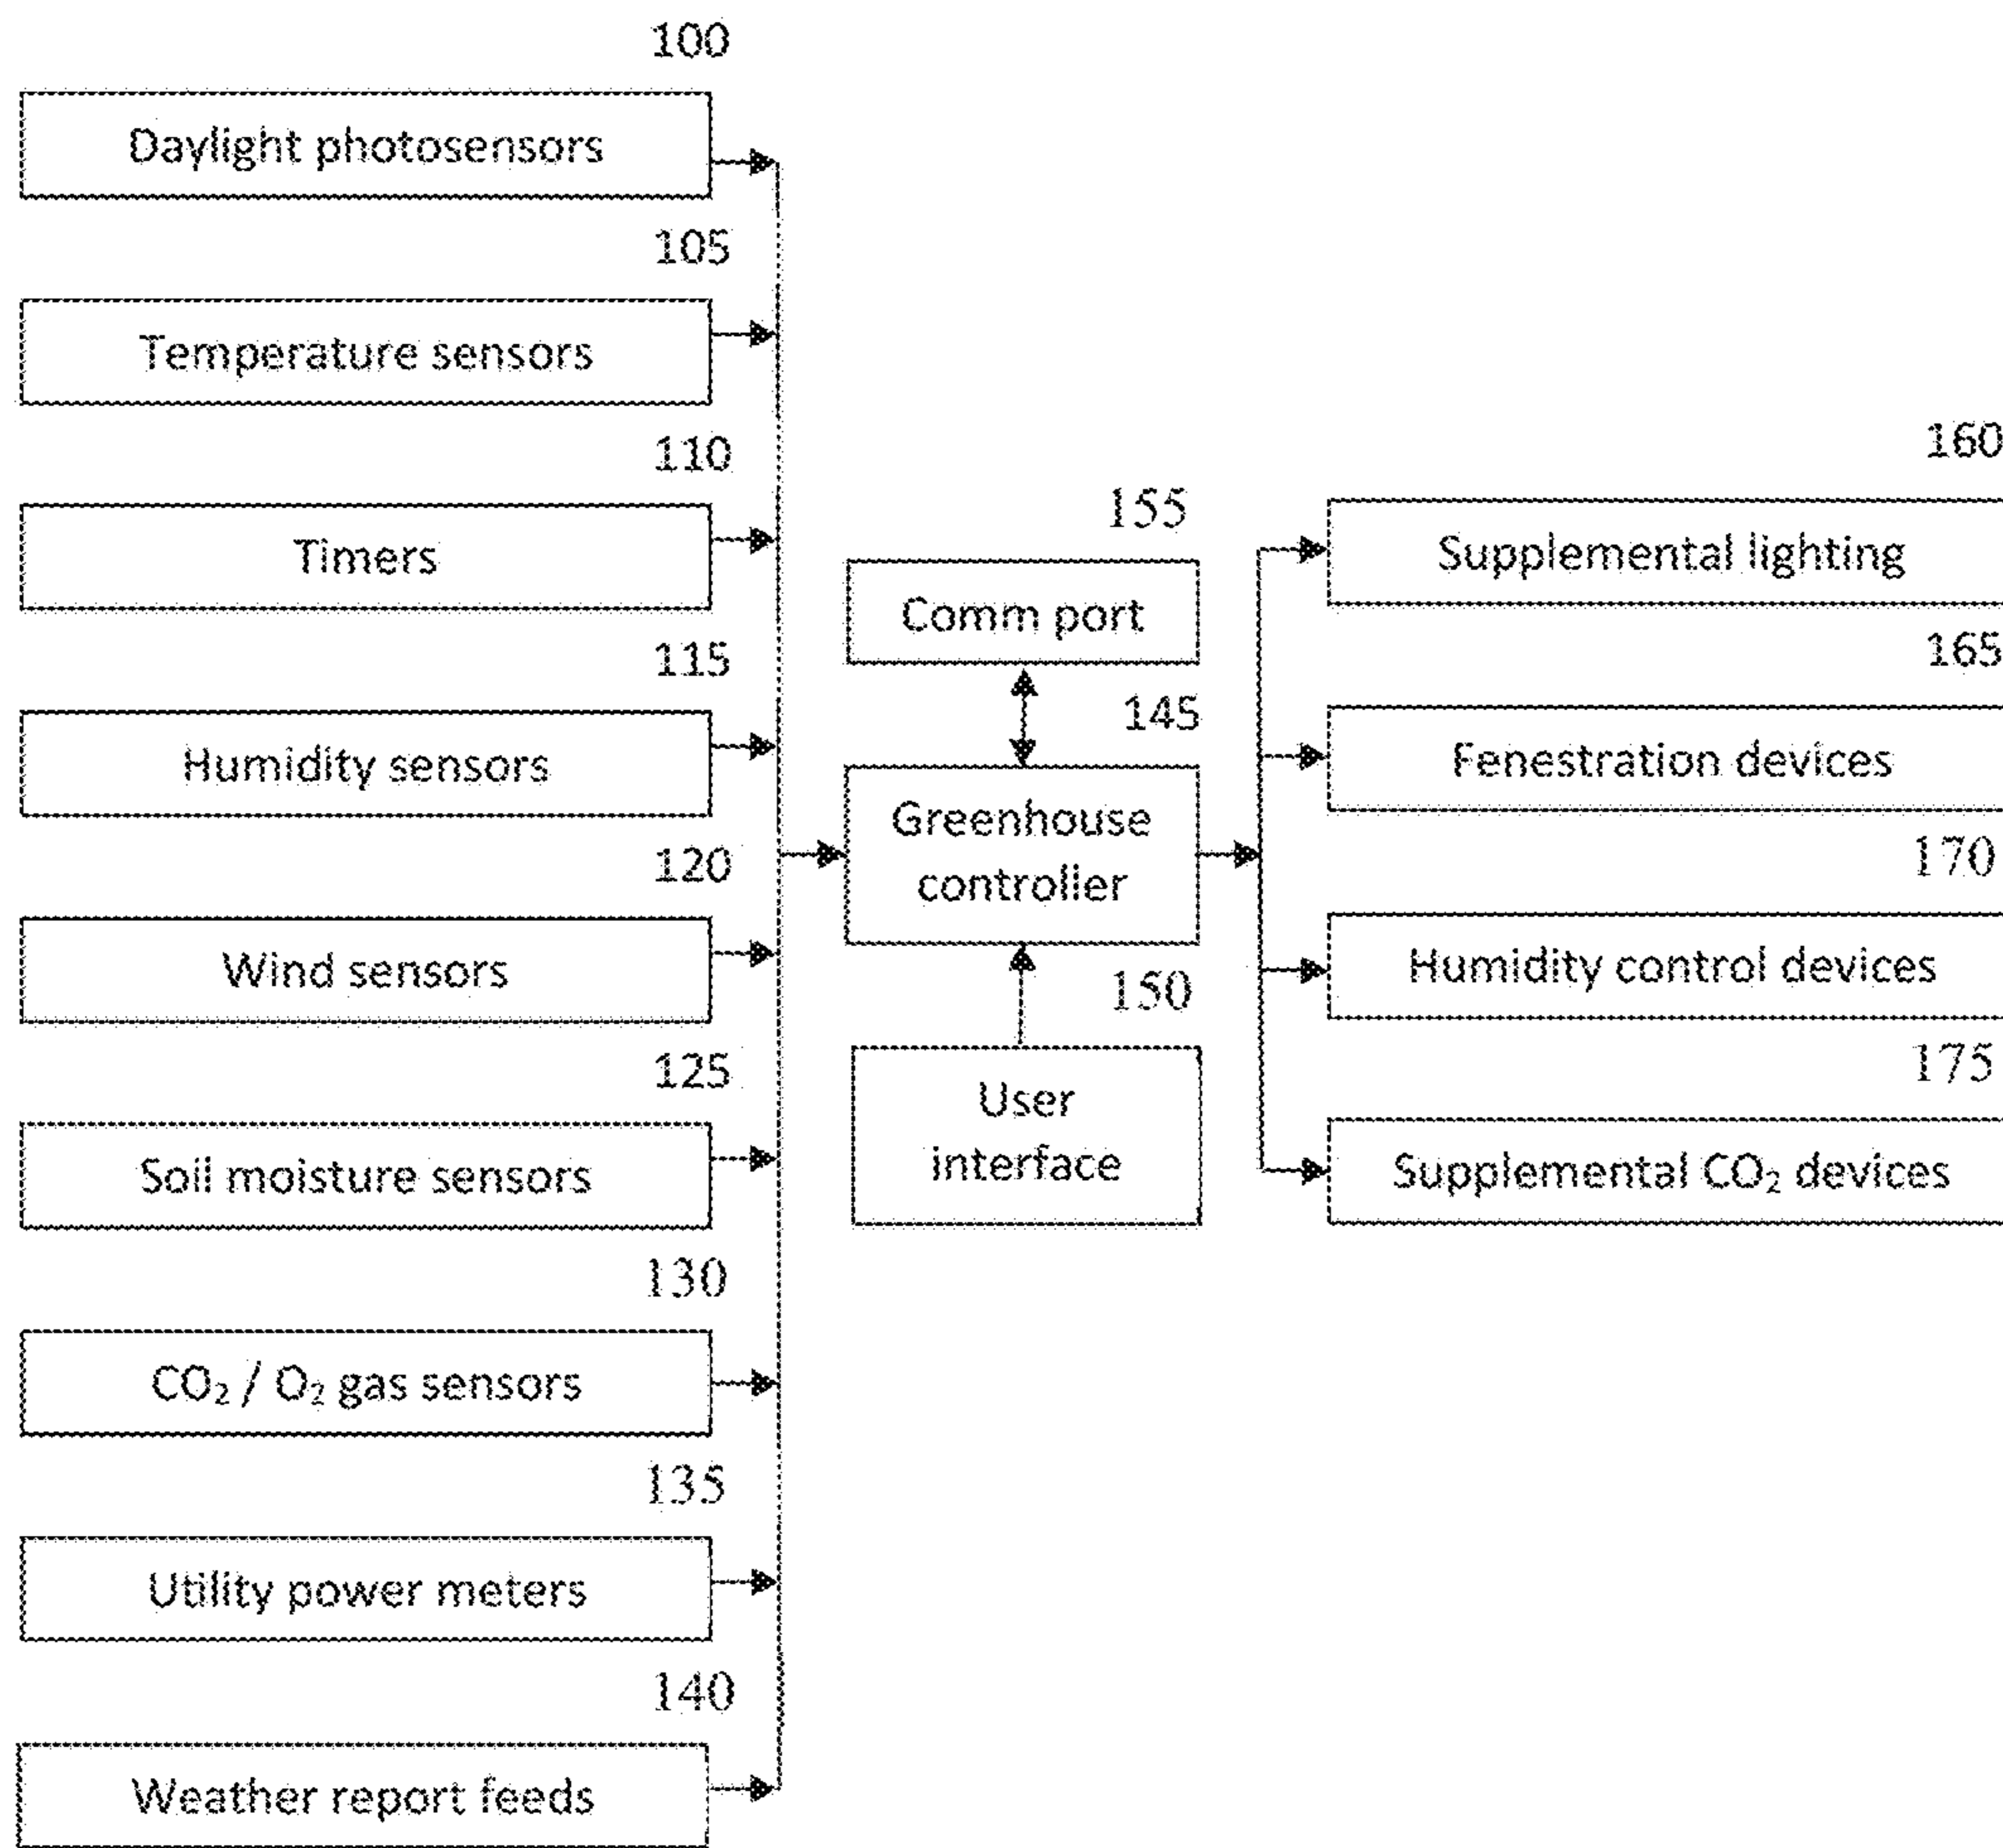 100
Daylight photosensors
105
Temperature sensors
110
Timers
115
Humidity sensors
120
Wind sensors
125
Soil moisture sensors
130
CO₂ / O₂ gas sensors
135
Utility power meters
140
Weather report feeds
155
Comm port
145
Greenhouse
controller
150
User
interface
160
Supplemental lighting
165
Fenestration devices
170
Humidity control devices
175
Supplemental CO₂ devices